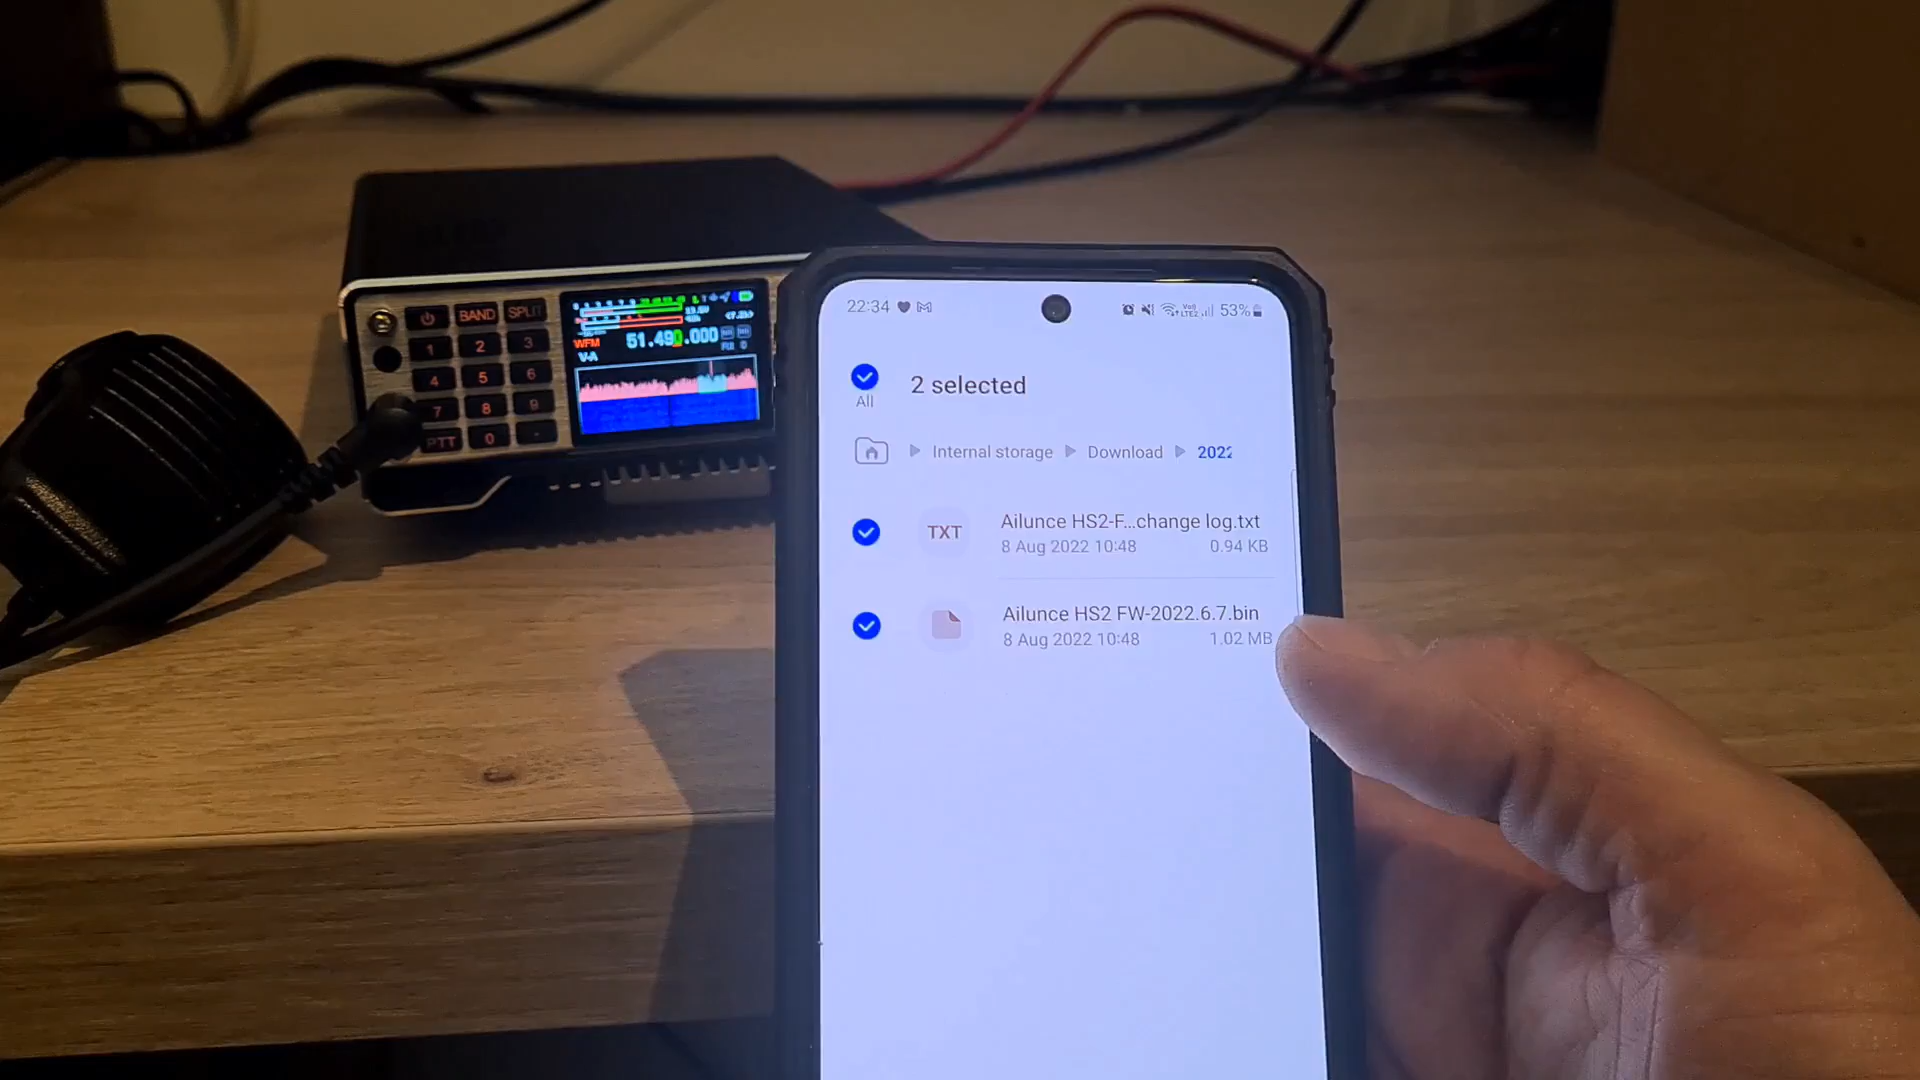 22:34
53%
All
2 selected
Internal storage
Download
2022
TXT
Ailunce HS2-F...change log.txt
8 Aug 2022 10:48
0.94 KB
Ailunce HS2 FW-2022.6.7.bin
8 Aug 2022 10:48
1.02 MB
BAND
SPLIT
1
2
3
4
5
6
7
8
9
PTT
0
WFM
51.490.000
V-A